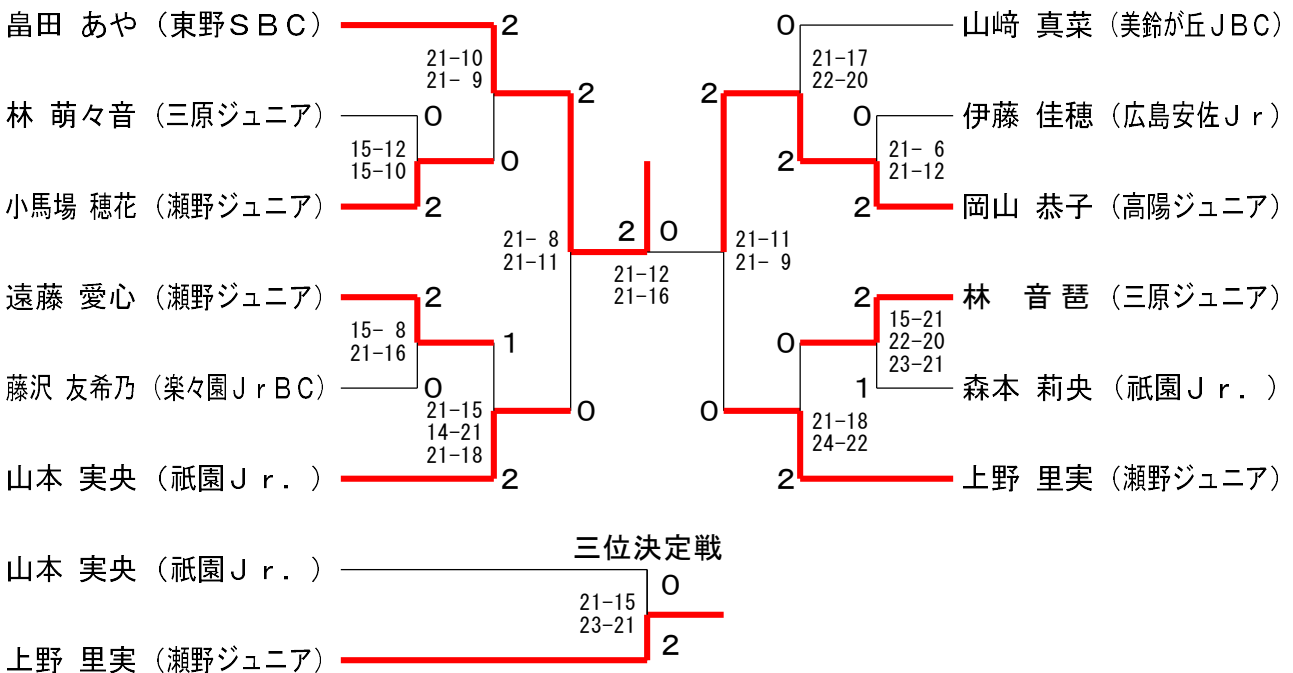 畠田 あや （東野ＳＢＣ） 2 0 山﨑 真菜 （美鈴が丘ＪＢＣ）
21-10 21-17
21- 9 22-20
2 2
林 萌々音 （三原ジュニア） 0 0 伊藤 佳穂 （広島安佐Ｊｒ）
15-12 21- 6
15-10 0 2 21-12
小馬場 穂花 （瀬野ジュニア） 2 2 岡山 恭子 （高陽ジュニア）
21- 8 2 0 21-11
21-11 21-12 21- 9
21-16
遠藤 愛心 （瀬野ジュニア） 2 2 林 音琶 （三原ジュニア）
15- 8 15-21
21-16 1 0 22-20
23-21
藤沢 友希乃 （楽々園ＪｒＢＣ） 0 1 森本 莉央 （祇園Ｊｒ．）
21-15 0 0 21-18
14-21 24-22
21-18
山本 実央 （祇園Ｊｒ．） 2 2 上野 里実 （瀬野ジュニア）
三位決定戦
山本 実央 （祇園Ｊｒ．） 0
21-15
23-21
上野 里実 （瀬野ジュニア） 2